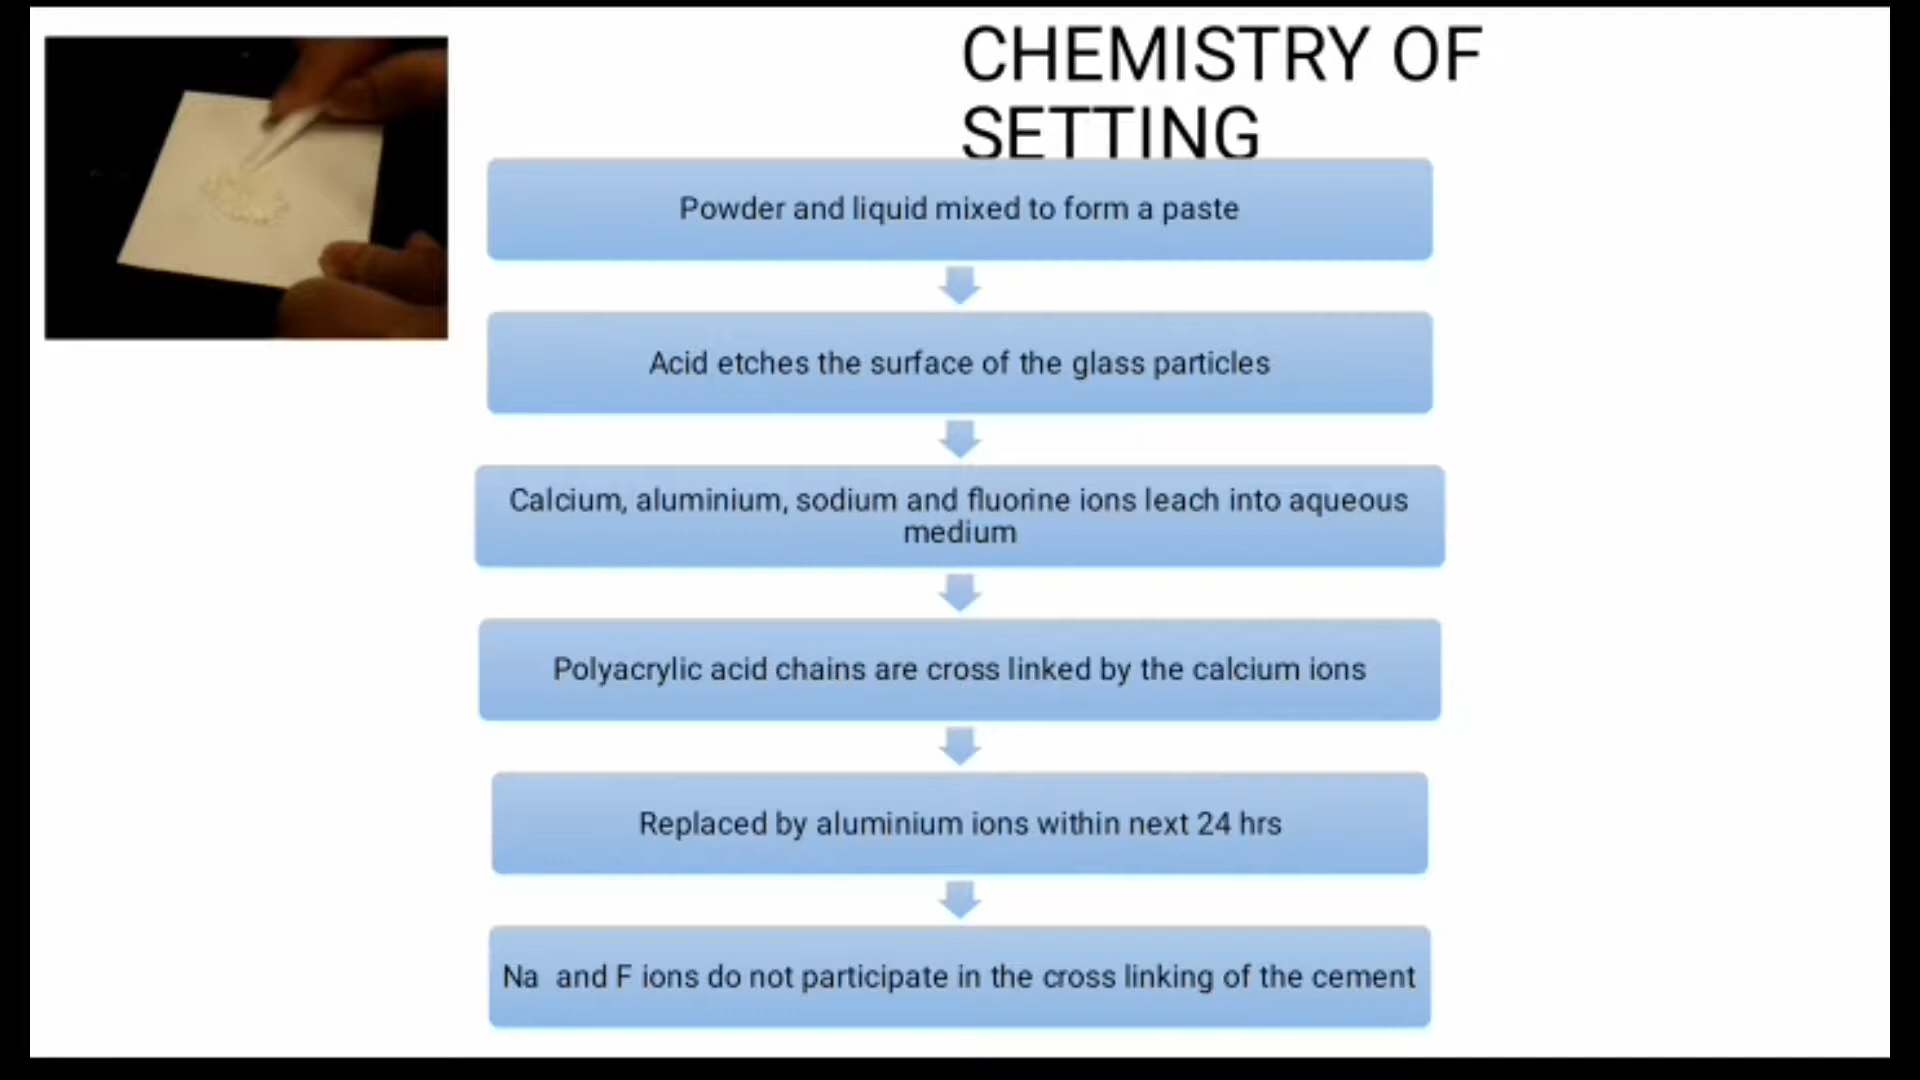 CHEMISTRY OF
SETTING
Powder and liquid mixed to form a paste
Acid etches the surface of the glass particles
Calcium, aluminium, sodium and fluorine ions leach into aqueous
medium
Polyacrylic acid chains are cross linked by the calcium ions
Replaced by aluminium ions within next 24 hrs
Na and F ions do not participate in the cross linking of the cement